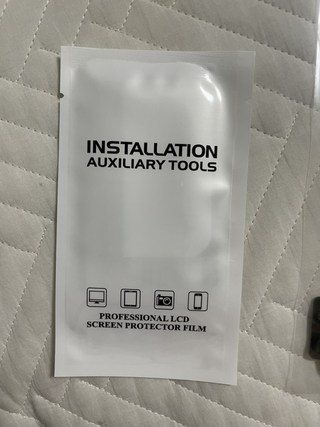 INSTALLATION
AUXILIARY TOOLS
PROFESSIONAL LCD
SCREEN PROTECTOR FILM